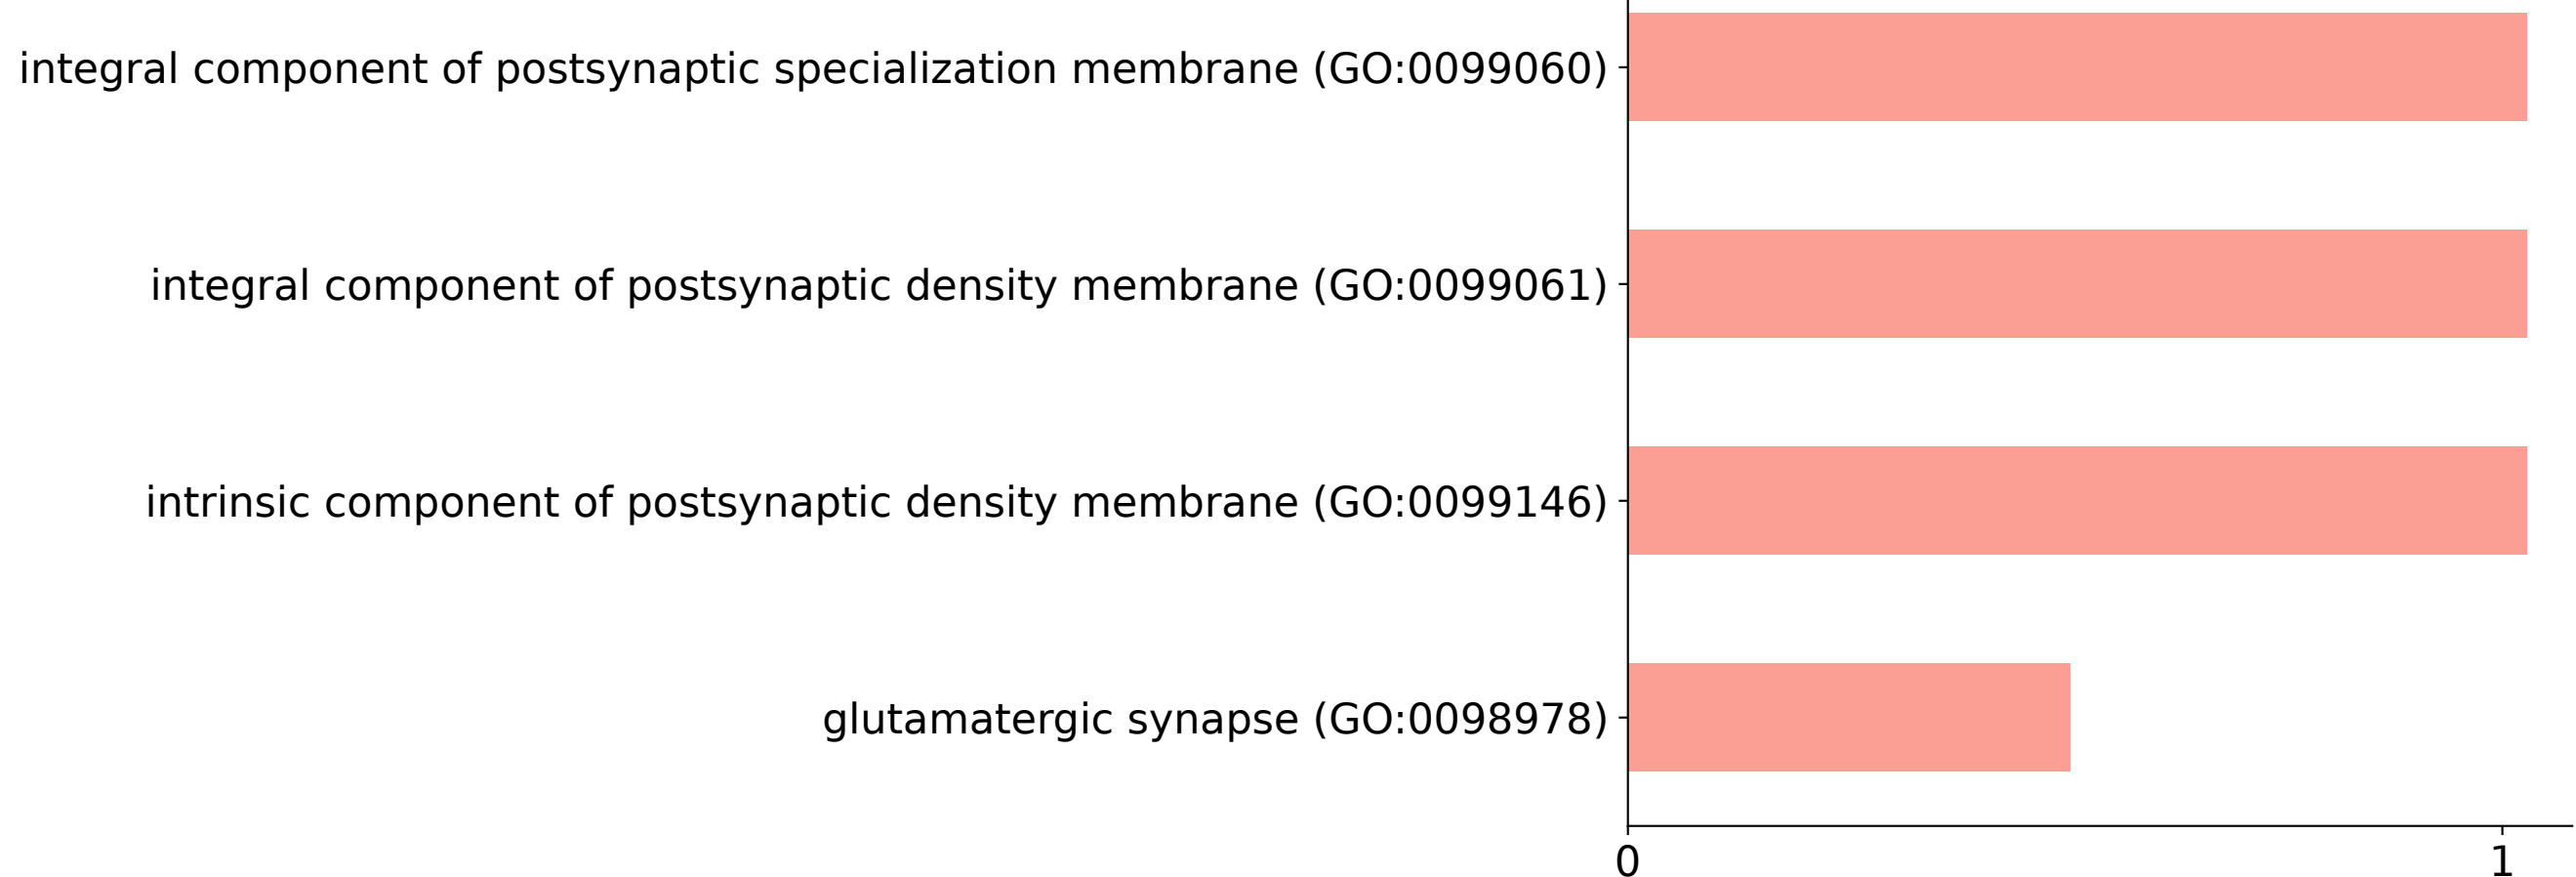 integral component of postsynaptic specialization membrane (GO:0099060)
integral component of postsynaptic density membrane (GO:0099061)
intrinsic component of postsynaptic density membrane (GO:0099146)
glutamatergic synapse (GO:0098978)
0 1